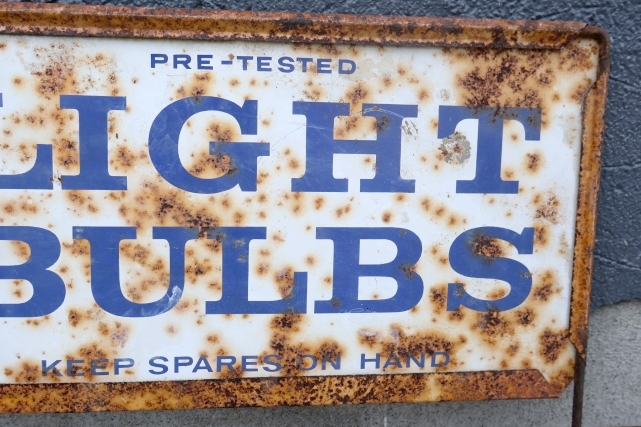 PRE-TESTED
LIGHT
BULBS
KEEP SPARES ON HAND